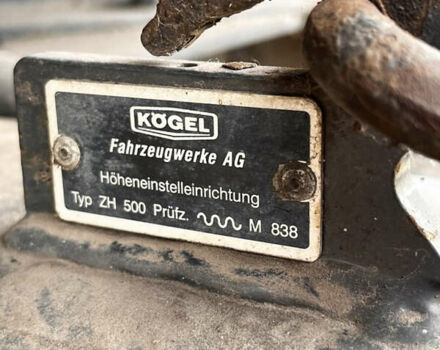 KÖGEL
Fahrzeugwerke AG
Höheneinstelleinrichtung
Typ ZH 500 Prüfz. M 838